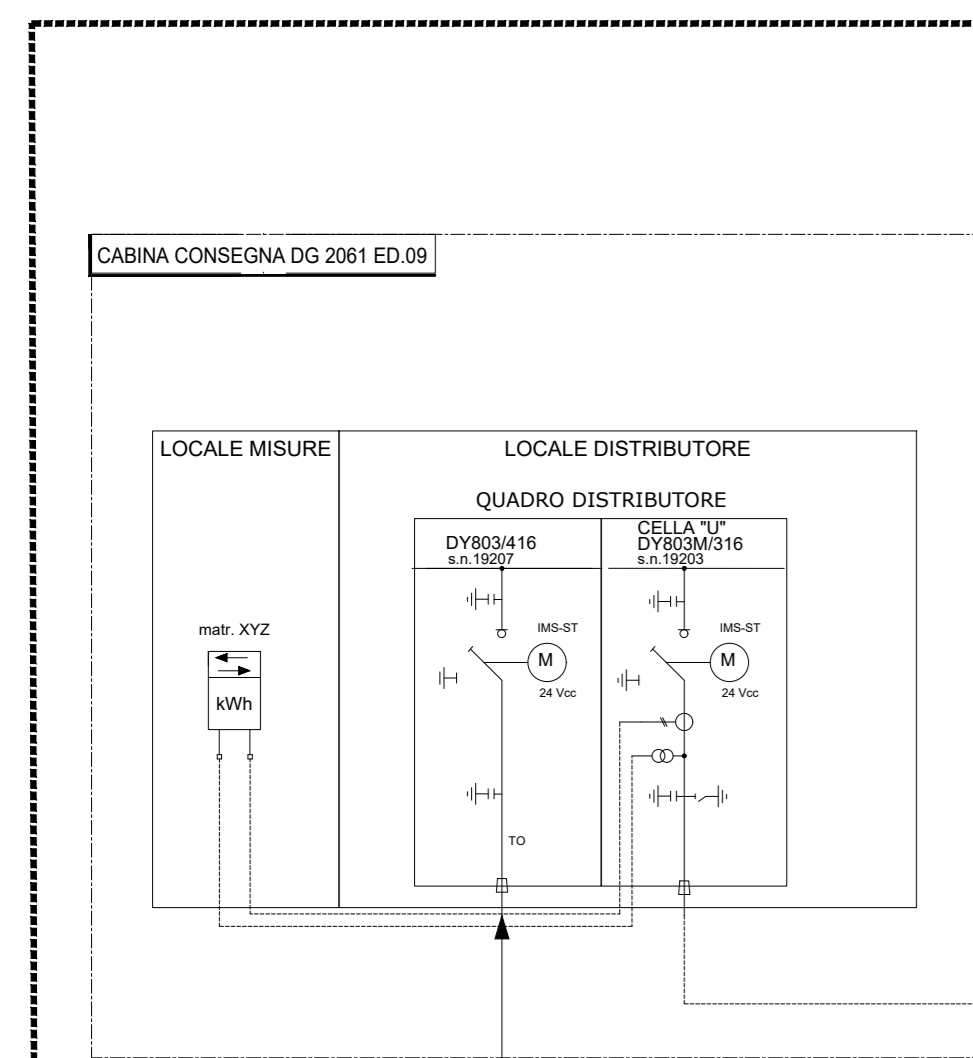 CABINA CONSEGNA DG 2061 ED.09
LOCALE MISURE
LOCALE DISTRIBUTORE
QUADRO DISTRIBUTORE
DY803/416
s.n.19207
CELLA "U"
DY803M/316
s.n.19203
matr. XYZ
kWh
IMS-ST
M
24 Vcc
IMS-ST
M
24 Vcc
TO